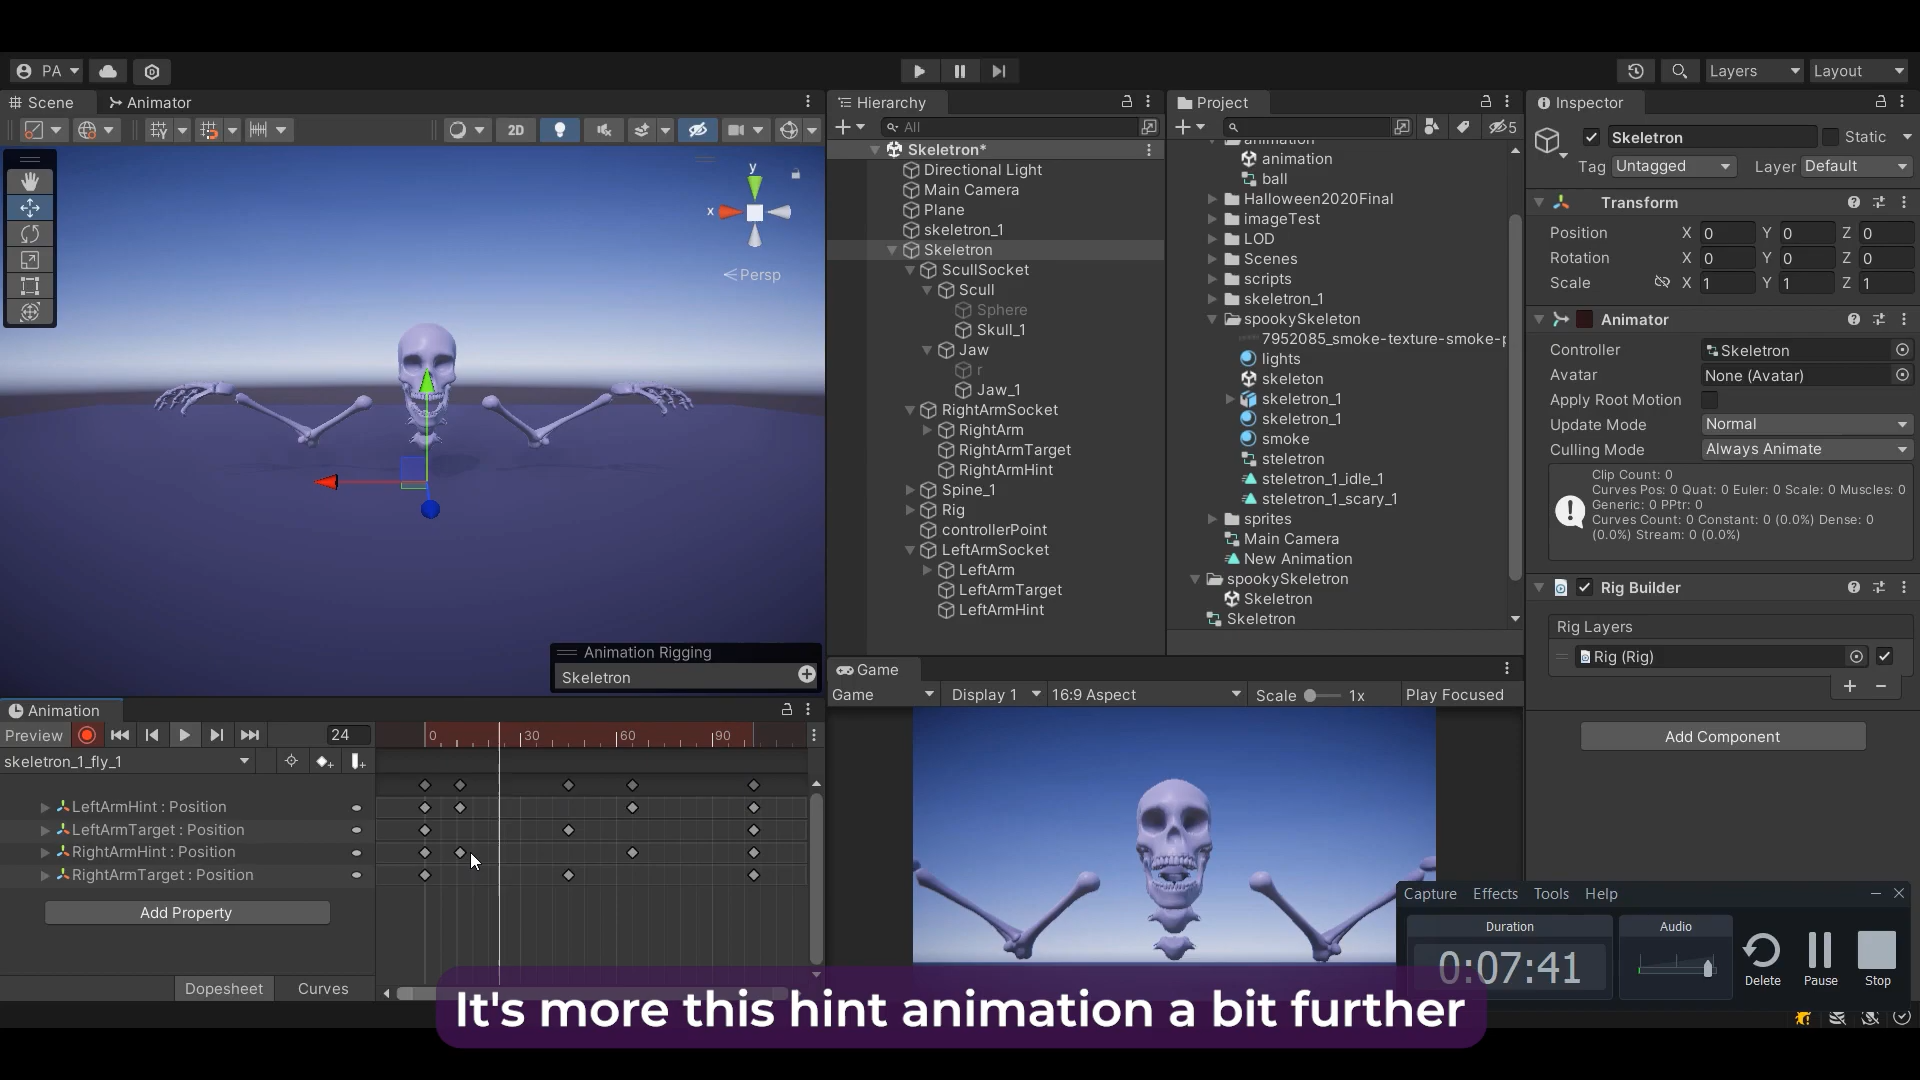 PA
Layers
Layout
Scene
Animator
2D
y
x
Persp
Animation Rigging
Skeletron
Hierarchy
All
Skeletron*
Directional Light
Main Camera
Plane
skeletron_1
Skeletron
ScullSocket
Scull
Sphere
Skull_1
Jaw
r
Jaw_1
RightArmSocket
RightArm
RightArmTarget
RightArmHint
Spine_1
Rig
controllerPoint
LeftArmSocket
LeftArm
LeftArmTarget
LeftArmHint
Project
5
animation
animation
ball
Halloween2020Final
imageTest
LOD
Scenes
scripts
skeletron_1
spookySkeleton
7952085_smoke-texture-smoke-p
lights
skeleton
skeletron_1
skeletron_1
smoke
steletron
steletron_1_idle_1
steletron_1_scary_1
sprites
Main Camera
New Animation
spookySkeletron
Skeletron
Skeletron
Inspector
Skeletron
Static
Tag Untagged
Layer Default
Transform
Position X 0 Y 0 Z 0
Rotation X 0 Y 0 Z 0
Scale X 1 Y 1 Z 1
Animator
Controller Skeletron
Avatar None (Avatar)
Apply Root Motion
Update Mode Normal
Culling Mode Always Animate
Clip Count: 0
Curves Pos: 0 Quat: 0 Euler: 0 Scale: 0 Muscles: 0
Generic: 0 PPtr: 0
Curves Count: 0 Constant: 0 (0.0%) Dense: 0
(0.0%) Stream: 0 (0.0%)
Rig Builder
Rig Layers
Rig (Rig)
Add Component
Animation
Preview
24
0 30 60 90
skeletron_1_fly_1
LeftArmHint : Position
LeftArmTarget : Position
RightArmHint : Position
RightArmTarget : Position
Add Property
Dopesheet
Curves
Game
Game
Display 1
16:9 Aspect
Scale 1x
Play Focused
Capture Effects Tools Help
Duration
0:07:41
Audio
Delete
Pause
Stop
It's more this hint animation a bit further